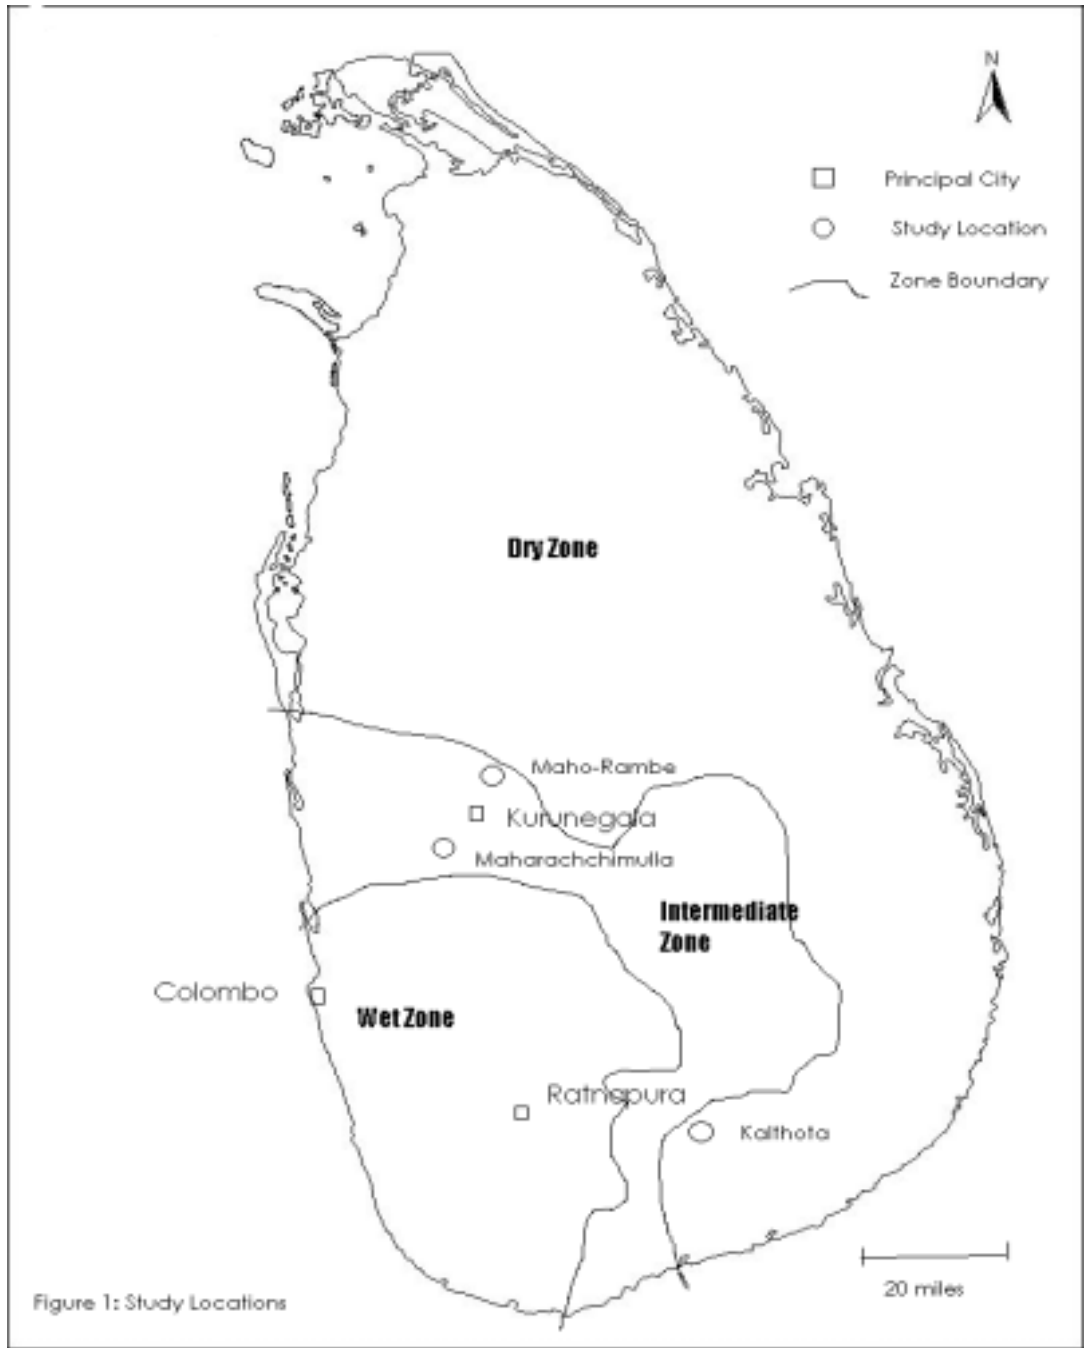 N
Principal City
Study Location
Zone Boundary
Dry Zone
Maho-Rambe
Kurunegala
Maharachchimulla
Intermediate
Zone
Colombo
Wet Zone
Ratnapura
Kalthota
20 miles
Figure 1: Study Locations